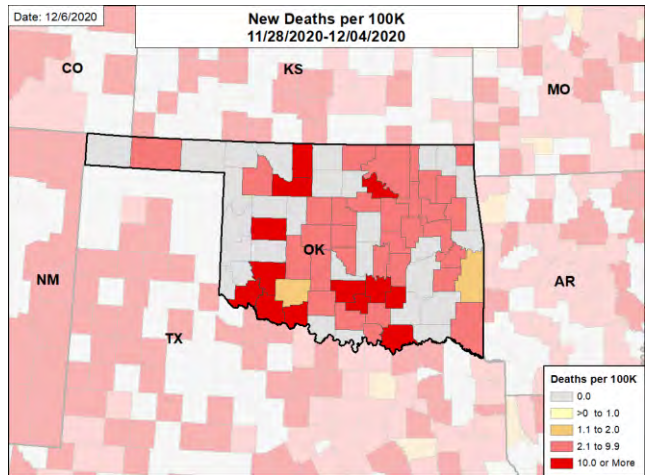 Date: 12/6/2020
New Deaths per 100K
11/28/2020-12/04/2020
CO
KS
MO
OK
NM
AR
TX
Deaths per 100K
0.0
>0 to 1.0
1.1 to 2.0
2.1 to 9.9
10.0 or More